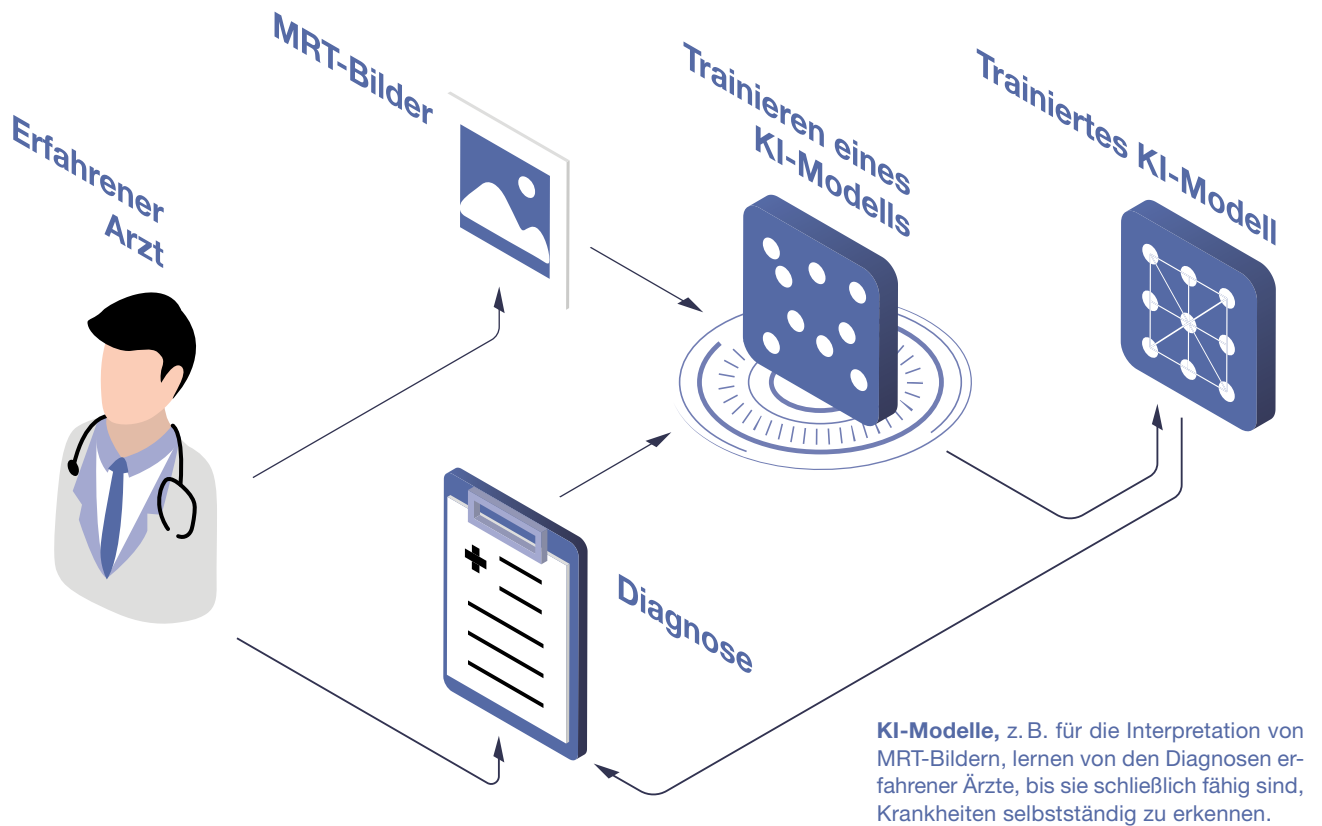 Erfahrener
Arzt
MRT-Bilder
Trainieren eines
KI-Modells
Trainiertes KI-Modell
Diagnose
KI-Modelle, z. B. für die Interpretation von
MRT-Bildern, lernen von den Diagnosen er-
fahrener Ärzte, bis sie schließlich fähig sind,
Krankheiten selbstständig zu erkennen.